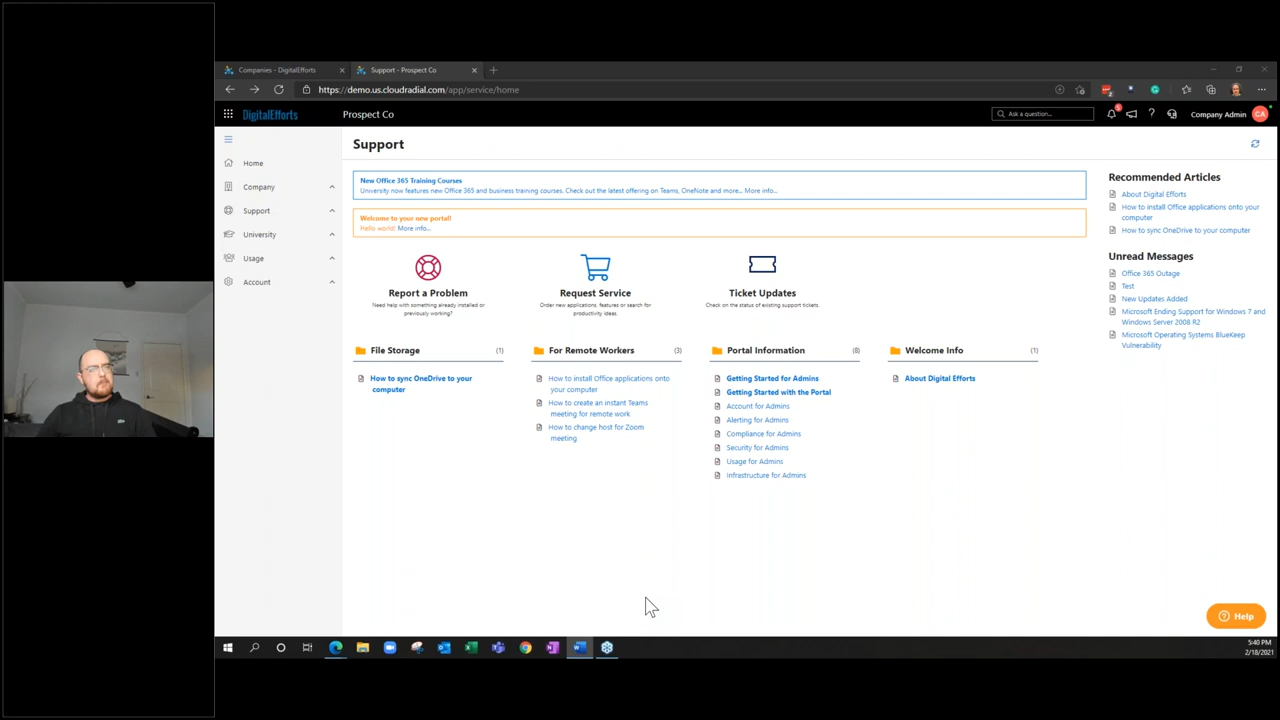 Companies - DigitalEfforts
Support - Prospect Co
https://demo.us.cloudradial.com/app/service/home
DigitalEfforts
Prospect Co
Ask a question...
5
Company Admin
CA
Home
Company
Support
University
Usage
Account
Support
New Office 365 Training Courses
University now features new Office 365 and business training courses. Check out the latest offering on Teams, OneNote and more... More info...
Welcome to your new portal!
Hello world! More info...
Report a Problem
Need help with something already installed or
previously working?
Request Service
Order new applications, features or search for
productivity ideas.
Ticket Updates
Check on the status of existing support tickets.
File Storage (1)
How to sync OneDrive to your
computer
For Remote Workers (3)
How to install Office applications onto
your computer
How to create an instant Teams
meeting for remote work
How to change host for Zoom
meeting
Portal Information (8)
Getting Started for Admins
Getting Started with the Portal
Account for Admins
Alerting for Admins
Compliance for Admins
Security for Admins
Usage for Admins
Infrastructure for Admins
Welcome Info (1)
About Digital Efforts
Recommended Articles
About Digital Efforts
How to install Office applications onto your
computer
How to sync OneDrive to your computer
Unread Messages
Office 365 Outage
Test
New Updates Added
Microsoft Ending Support for Windows 7 and
Windows Server 2008 R2
Microsoft Operating Systems BlueKeep
Vulnerability
Help
5:40 PM
2/18/2021